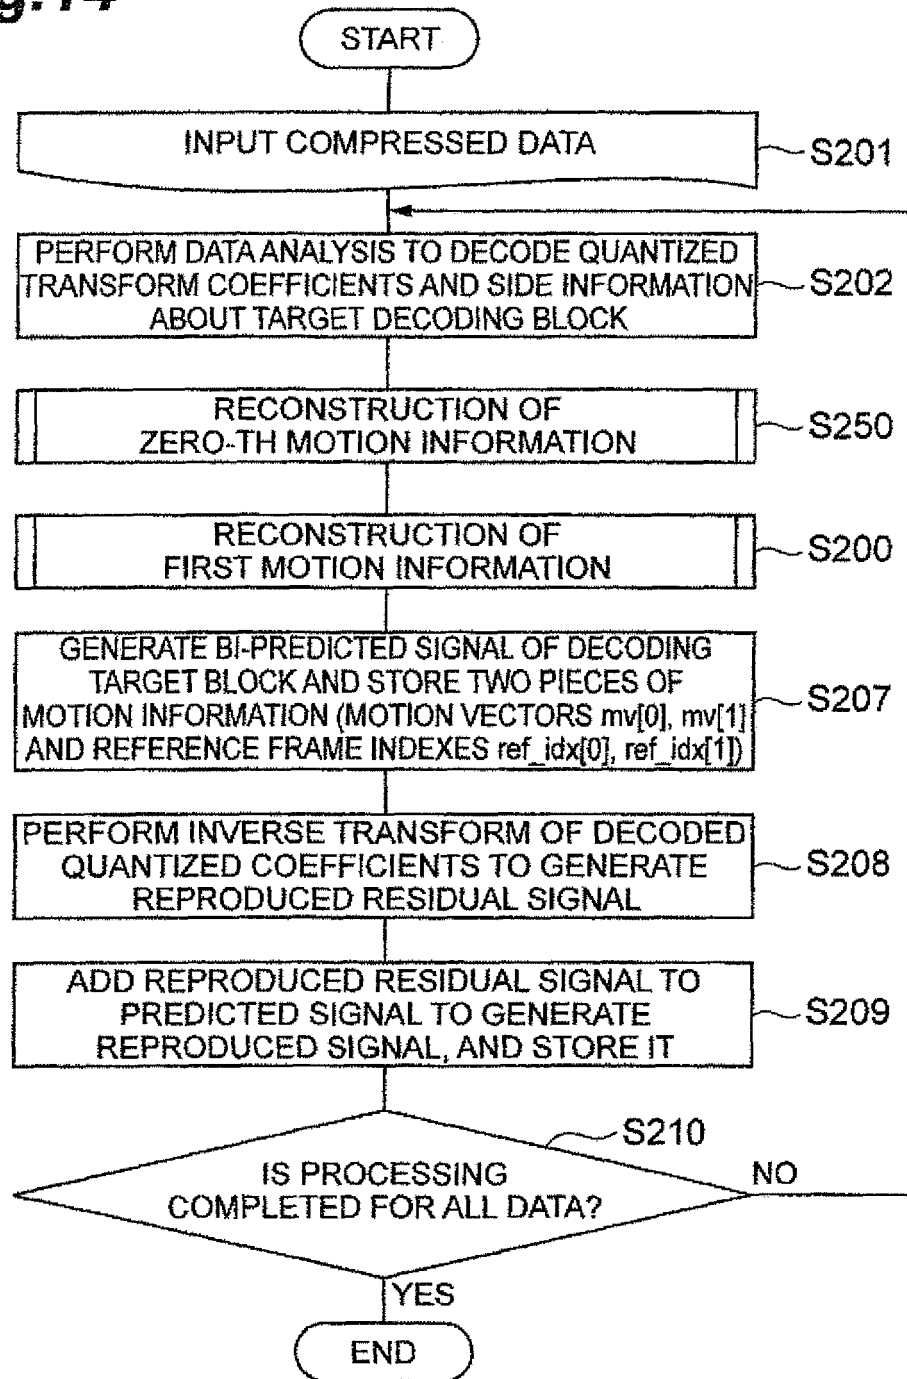 START
INPUT COMPRESSED DATA
S201
PERFORM DATA ANALYSIS TO DECODE QUANTIZED
TRANSFORM COEFFICIENTS AND SIDE INFORMATION
ABOUT TARGET DECODING BLOCK
S202
RECONSTRUCTION OF
ZERO-TH MOTION INFORMATION
S250
RECONSTRUCTION OF
FIRST MOTION INFORMATION
S200
GENERATE BI-PREDICTED SIGNAL OF DECODING
TARGET BLOCK AND STORE TWO PIECES OF
MOTION INFORMATION (MOTION VECTORS mv[0], mv[1]
AND REFERENCE FRAME INDEXES ref_idx[0], ref_idx[1])
S207
PERFORM INVERSE TRANSFORM OF DECODED
QUANTIZED COEFFICIENTS TO GENERATE
REPRODUCED RESIDUAL SIGNAL
S208
ADD REPRODUCED RESIDUAL SIGNAL TO
PREDICTED SIGNAL TO GENERATE
REPRODUCED SIGNAL, AND STORE IT
S209
S210
IS PROCESSING
COMPLETED FOR ALL DATA?
NO
YES
END